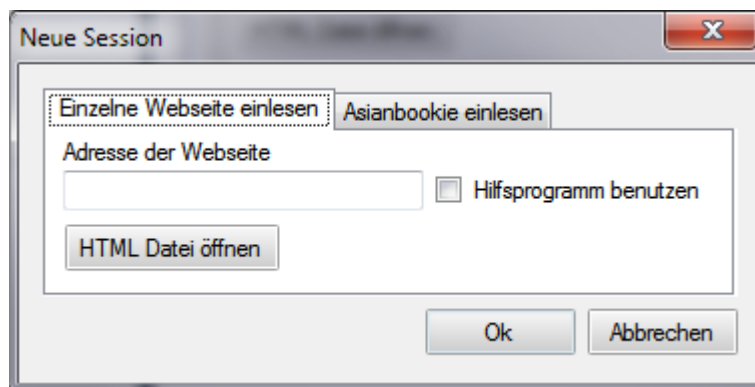 Neue Session
Einzelne Webseite einlesen Asianbookie einlesen
Adresse der Webseite
Hilfsprogramm benutzen
HTML Datei öffnen
Ok Abbrechen